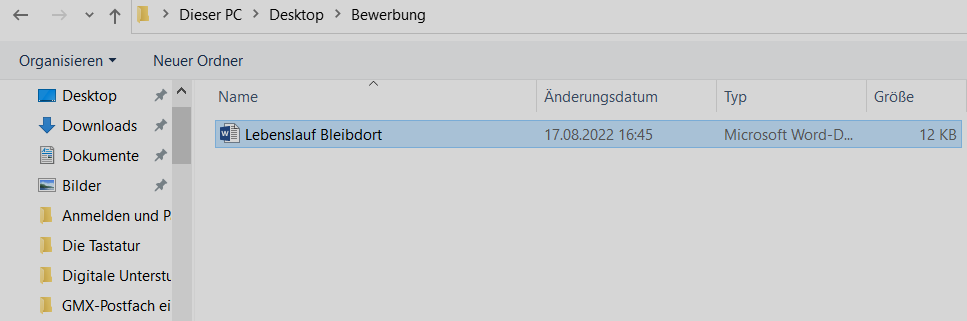 Dieser PC > Desktop > Bewerbung
Organisieren Neuer Ordner
Name Änderungsdatum Typ Größe
Desktop
Downloads
Dokumente
Bilder
Anmelden und P
Die Tastatur
Digitale Unterstu
GMX-Postfach ei
Lebenslauf Bleibdort 17.08.2022 16:45 Microsoft Word-D... 12 KB